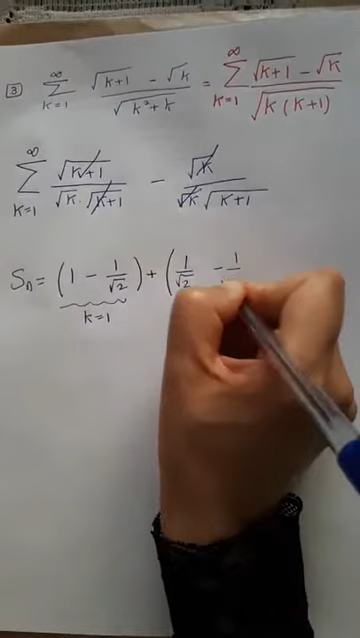 3 ∞∑k=1 (√(k+1) - √k)/√(k²+k) = ∞∑k=1 (√(k+1) - √k)/√(k(k+1))
∞∑k=1 √(k+1)/(√k · √(k+1)) - √k/(√k √(k+1))
Sn = (1 - 1/√2) + (1/√2 - 1
k=1